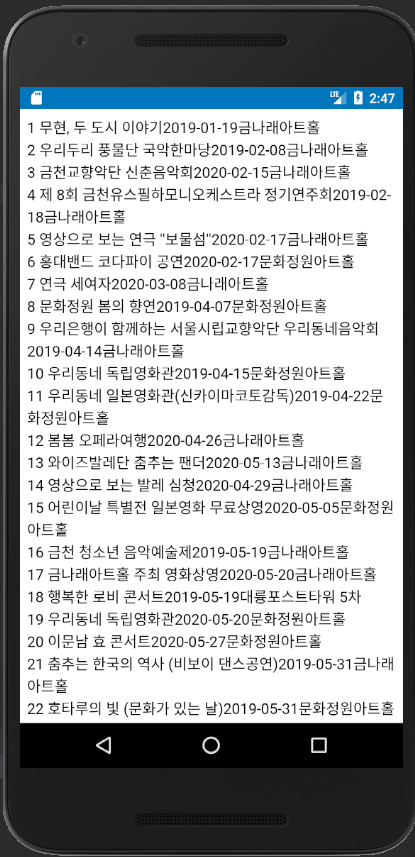 LTE 2:47
1 무현, 두 도시 이야기2019-01-19금나래아트홀
2 우리두리 풍물단 국악한마당2019-02-08금나래아트홀
3 금천교향악단 신춘음악회2020-02-15금나래아트홀
4 제 8회 금천유스필하모니오케스트라 정기연주회2019-02-
18금나래아트홀
5 영상으로 보는 연극 "보물섬"2020-02-17금나래아트홀
6 홍대밴드 코다파이 공연2020-02-17문화정원아트홀
7 연극 세여자2020-03-08금나래아트홀
8 문화정원 봄의 향연2019-04-07문화정원아트홀
9 우리은행이 함께하는 서울시립교향악단 우리동네음악회
2019-04-14금나래아트홀
10 우리동네 독립영화관2019-04-15문화정원아트홀
11 우리동네 일본영화관(신카이마코토감독)2019-04-22문
화정원아트홀
12 봄봄 오페라여행2020-04-26금나래아트홀
13 와이즈발레단 춤추는 팬더2020-05-13금나래아트홀
14 영상으로 보는 발레 심청2020-04-29금나래아트홀
15 어린이날 특별전 일본영화 무료상영2020-05-05문화정원
아트홀
16 금천 청소년 음악예술제2019-05-19금나래아트홀
17 금나래아트홀 주최 영화상영2020-05-20금나래아트홀
18 행복한 로비 콘서트2019-05-19대륭포스트타워 5차
19 우리동네 독립영화관2020-05-20문화정원아트홀
20 이문남 효 콘서트2020-05-27문화정원아트홀
21 춤추는 한국의 역사 (비보이 댄스공연)2019-05-31금나래
아트홀
22 호타루의 빛 (문화가 있는 날)2019-05-31문화정원아트홀